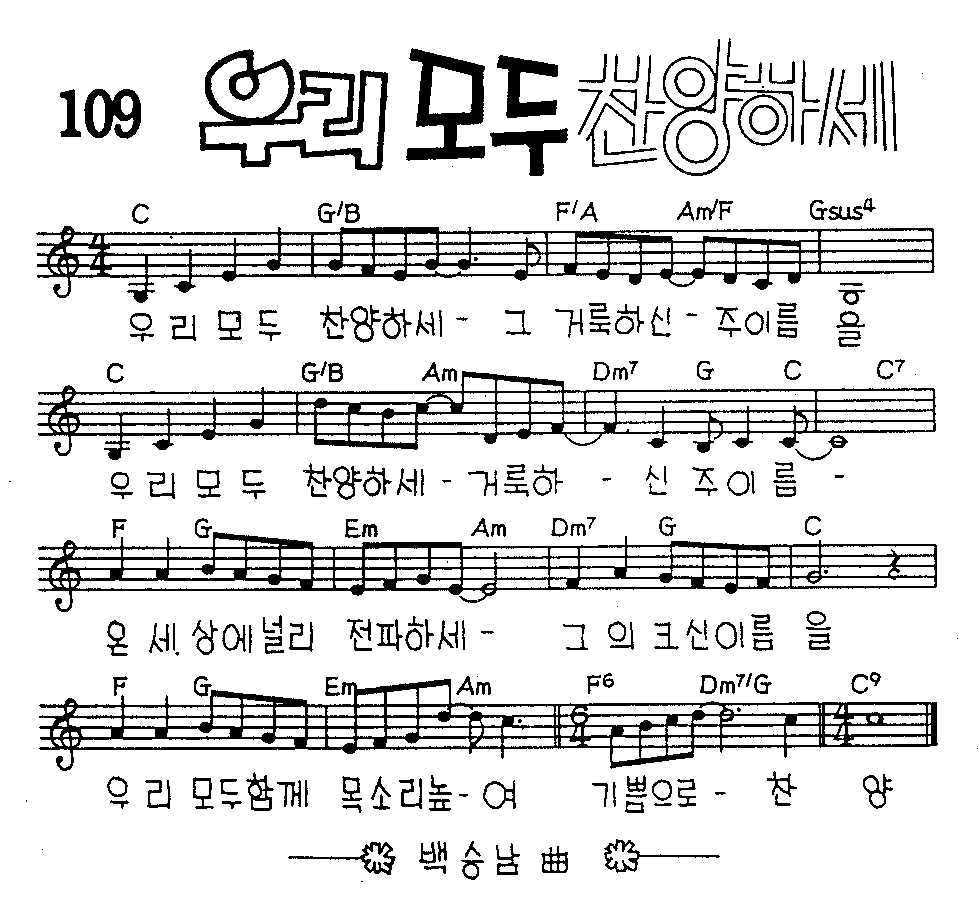 109 우리 모두 찬양하세
C G/B F/A Am/F Gsus4
4/4
우 리 모 두 찬양하세 - 그 거룩하신 - 주이름 을
C G/B Am Dm7 G C C7
우 리 모 두 찬양하세 - 거룩하 - 신 주 이 름 -
F G Em Am Dm7 G C
온 세 상에널리 전파하세 - 그 의 크신이름 을
F G Em Am F6 Dm7/G C9
6/4 4/4
우 리 모두함께 목소리높 - 여 기쁨으로 - 찬 양
백승남 曲